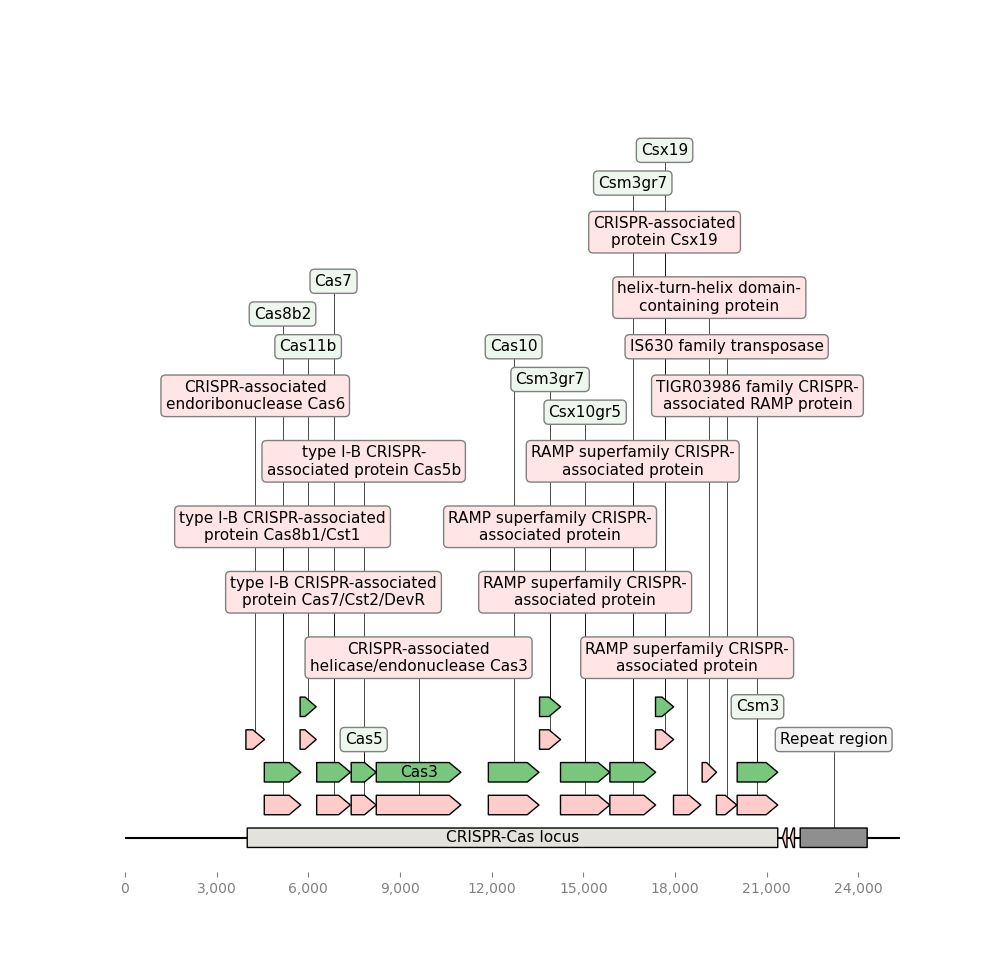 Csx19
Csm3gr7
CRISPR-associated
protein Csx19
Cas7
helix-turn-helix domain-
containing protein
Cas8b2
Cas11b
Cas10
IS630 family transposase
Csm3gr7
CRISPR-associated
endoribonuclease Cas6
TIGR03986 family CRISPR-
associated RAMP protein
Csx10gr5
type I-B CRISPR-
associated protein Cas5b
RAMP superfamily CRISPR-
associated protein
type I-B CRISPR-associated
protein Cas8b1/Cst1
RAMP superfamily CRISPR-
associated protein
type I-B CRISPR-associated
protein Cas7/Cst2/DevR
RAMP superfamily CRISPR-
associated protein
CRISPR-associated
helicase/endonuclease Cas3
RAMP superfamily CRISPR-
associated protein
Csm3
Cas5
Repeat region
Cas3
CRISPR-Cas locus
0 3,000 6,000 9,000 12,000 15,000 18,000 21,000 24,000